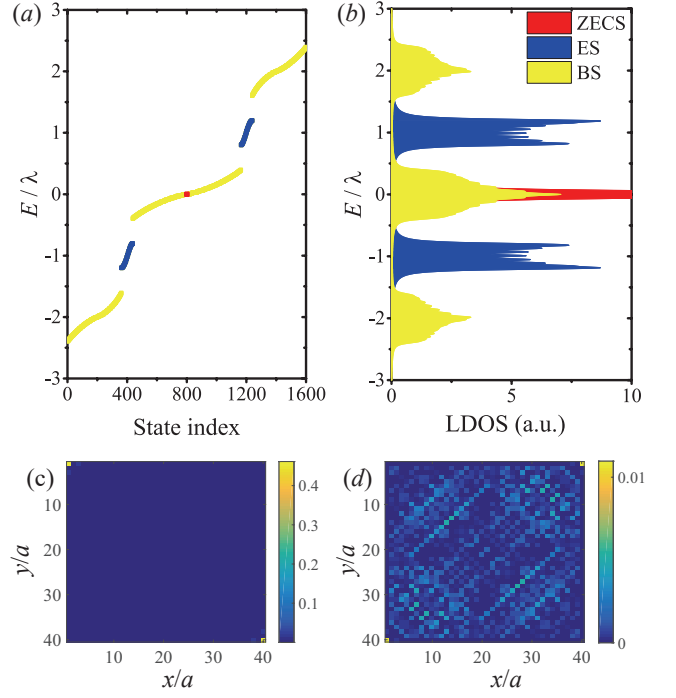 (a)
(b)
ZECS
ES
BS
E / λ
3
2
1
0
-1
-2
-3
0
400
800
1200
1600
State index
E / λ
3
2
1
0
-1
-2
-3
0
5
10
LDOS (a.u.)
(c)
y/a
10
20
30
40
10
20
30
40
x/a
0.4
0.3
0.2
0.1
(d)
y/a
10
20
30
40
10
20
30
40
x/a
0.01
0